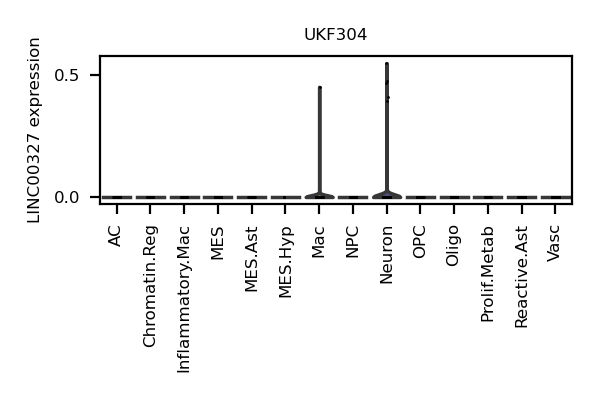 UKF304
LINC00327 expression
0.5
0.0
AC
Chromatin.Reg
Inflammatory.Mac
MES
MES.Ast
MES.Hyp
Mac
NPC
Neuron
OPC
Oligo
Prolif.Metab
Reactive.Ast
Vasc